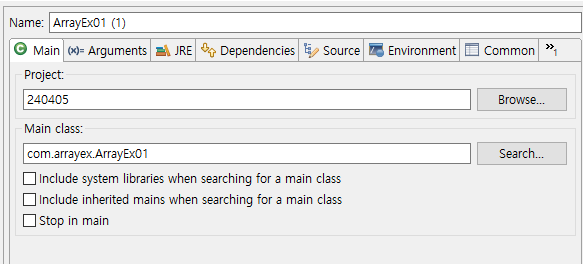 Name: ArrayEx01 (1)
Main (x)= Arguments JRE Dependencies Source Environment Common »1
Project:
240405 Browse...
Main class:
com.arrayex.ArrayEx01 Search...
Include system libraries when searching for a main class
Include inherited mains when searching for a main class
Stop in main